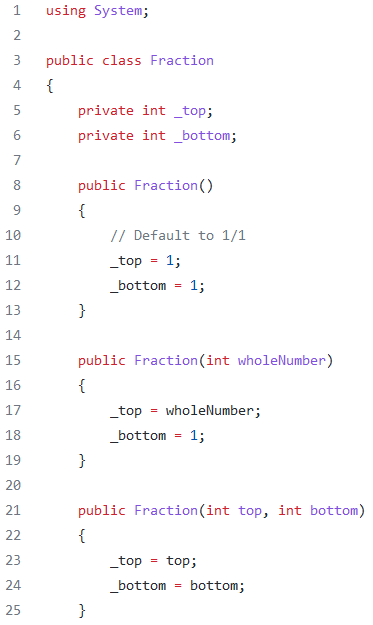 1 using System;
2
3 public class Fraction
4 {
5     private int _top;
6     private int _bottom;
7
8     public Fraction()
9     {
10         // Default to 1/1
11         _top = 1;
12         _bottom = 1;
13     }
14
15     public Fraction(int wholeNumber)
16     {
17         _top = wholeNumber;
18         _bottom = 1;
19     }
20
21     public Fraction(int top, int bottom)
22     {
23         _top = top;
24         _bottom = bottom;
25     }